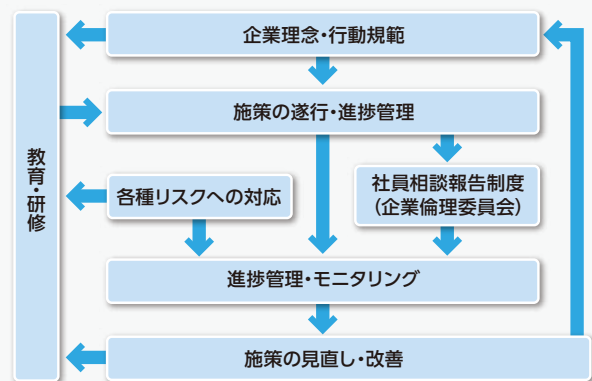 企業理念・行動規範
施策の遂行・進捗管理
教育・研修
各種リスクへの対応
社員相談報告制度
(企業倫理委員会)
進捗管理・モニタリング
施策の見直し・改善